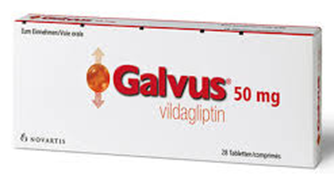 Zum Einnehmen/Voie orale
Galvus® 50 mg
vildagliptin
NOVARTIS
28 Tabletten/comprimés